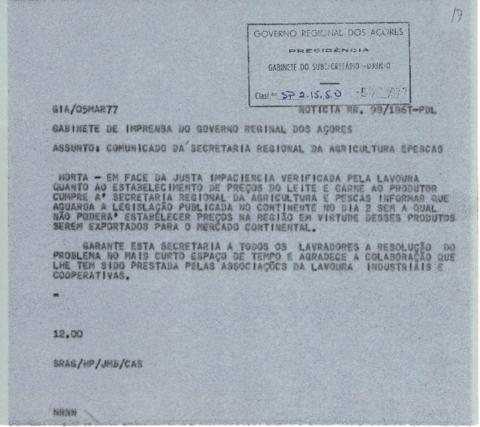 17
GOVERNO REGIONAL DOS AÇORES
PRESIDÊNCIA
GABINETE DO SUBSECRETÁRIO
Clasf. SP 2.15.50
GIA/05MAR77
NOTICIA NR. 98/186T-PDL
GABINETE DE IMPRENSA DO GOVERNO REGINAL DOS AÇORES
ASSUNTO: COMUNICADO DA SECRETARIA REGIONAL DA AGRICULTURA EPESCAS
HORTA - EM FACE DA JUSTA IMPACIENCIA VERIFICADA PELA LAVOURA
QUANTO AO ESTABELECIMENTO DE PREÇOS DO LEITE E CARNE AO PRODUTOR
CUMPRE A' SECRETARIA REGIONAL DA AGRICULTURA E PESCAS INFORMAR QUE
AGUARDA A LEGISLAÇÃO PUBLICADA NO CONTINENTE NO DIA 2 SEM A QUAL
NÃO PODERA' ESTABELECER PREÇOS NA REGIÃO EM VIRTUDE DESSES PRODUTOS
SEREM EXPORTADOS PARA O MERCADO CONTINENTAL.
GARANTE ESTA SECRETARIA A TODOS OS LAVRADORES A RESOLUÇÃO DO
PROBLEMA NO MAIS CURTO ESPAÇO DE TEMPO E AGRADECE A COLABORAÇÃO QUE
LHE TEM SIDO PRESTADA PELAS ASSOCIAÇÕES DA LAVOURA INDUSTRIAIS E
COOPERATIVAS.
-
12.00
SRAG/HP/JMB/CAS
NNNN